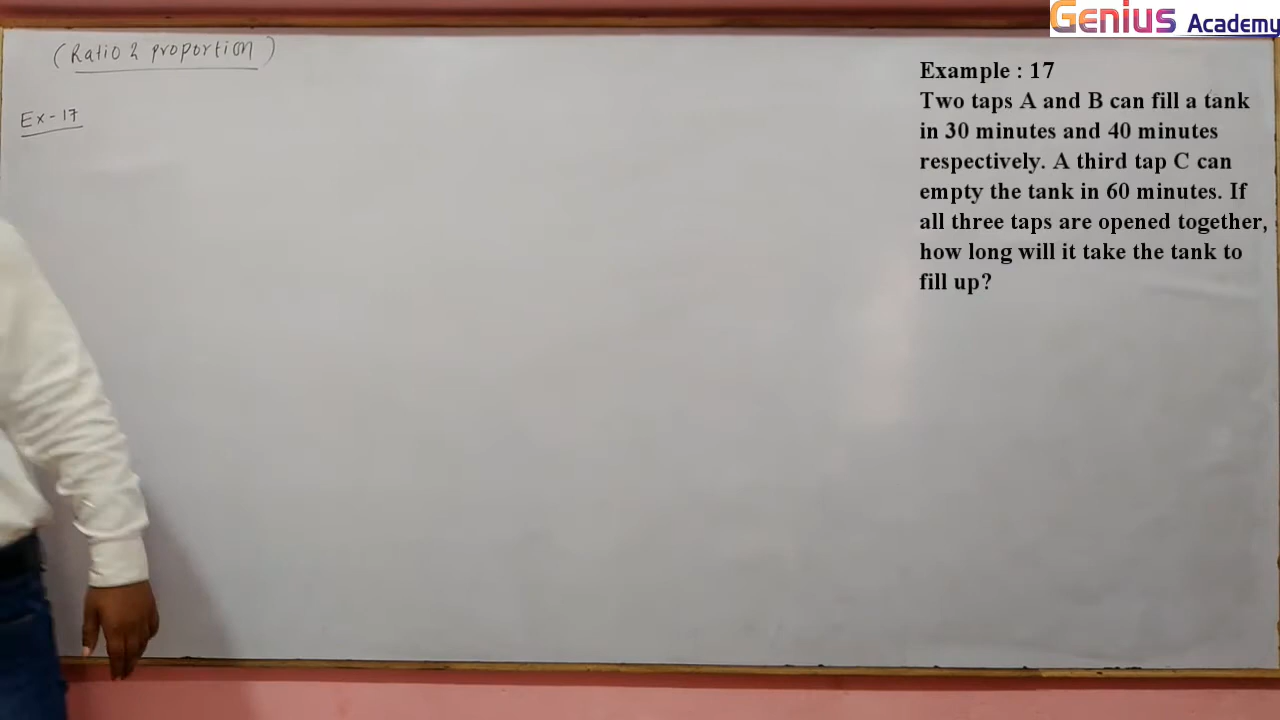 Genius Academy
(Ratio & proportion)
Ex-17
Example : 17
Two taps A and B can fill a tank
in 30 minutes and 40 minutes
respectively. A third tap C can
empty the tank in 60 minutes. If
all three taps are opened together,
how long will it take the tank to
fill up?